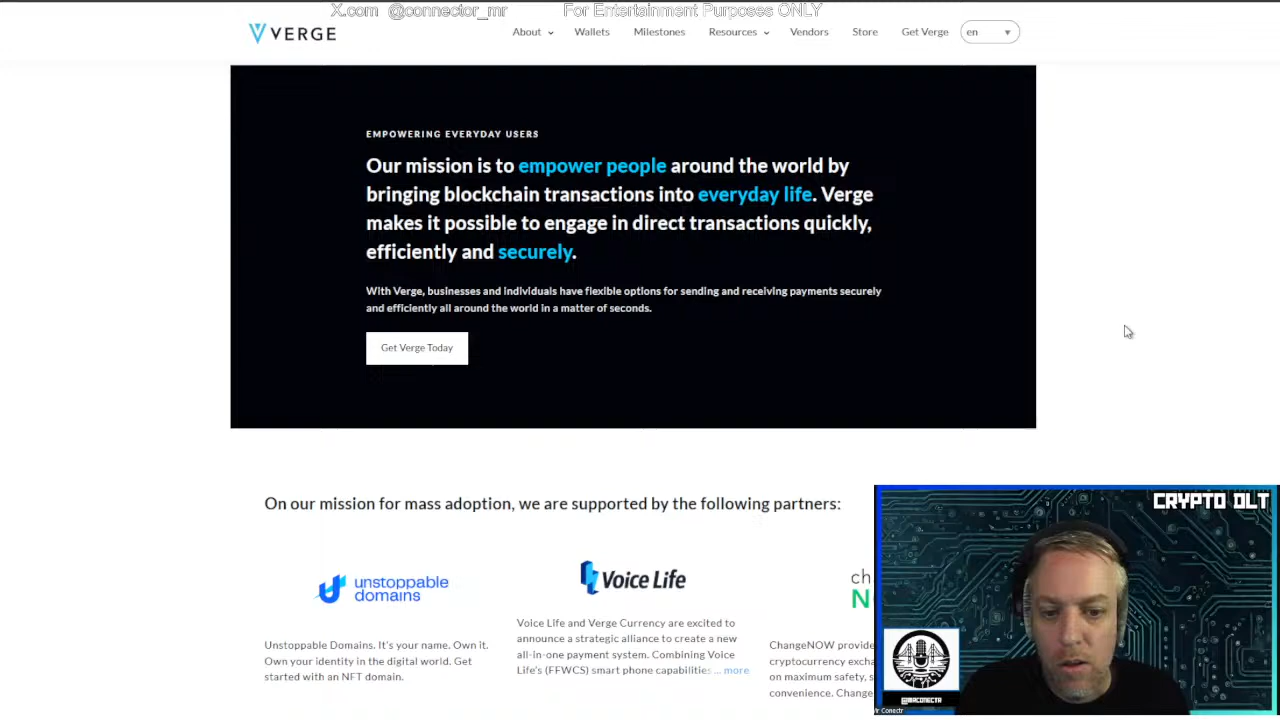 X.com @connector_mr For Entertainment Purposes ONLY
VERGE
About
Wallets
Milestones
Resources
Vendors
Store
Get Verge
en
EMPOWERING EVERYDAY USERS
Our mission is to empower people around the world by
bringing blockchain transactions into everyday life. Verge
makes it possible to engage in direct transactions quickly,
efficiently and securely.
With Verge, businesses and individuals have flexible options for sending and receiving payments securely
and efficiently all around the world in a matter of seconds.
Get Verge Today
On our mission for mass adoption, we are supported by the following partners:
unstoppable
domains
Unstoppable Domains. It's your name. Own it.
Own your identity in the digital world. Get
started with an NFT domain.
Voice Life
Voice Life and Verge Currency are excited to
announce a strategic alliance to create a new
all-in-one payment system. Combining Voice
Life's (FFWCS) smart phone capabilities ... more
ch
N
ChangeNOW provide
cryptocurrency excha
on maximum safety, s
convenience. Change
CRYPTO DLT
@MRCONECTR
Mr Conectr